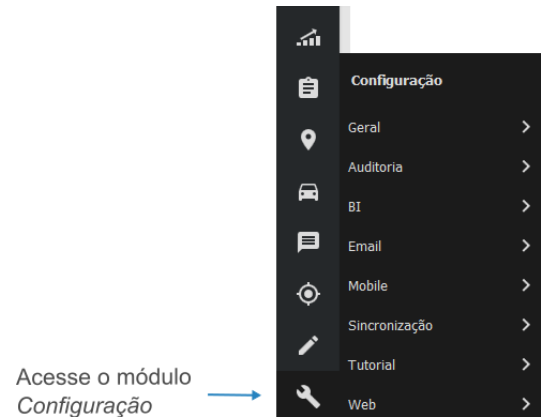 Configuração
Geral
Auditoria
BI
Email
Mobile
Sincronização
Tutorial
Web
Acesse o módulo
Configuração